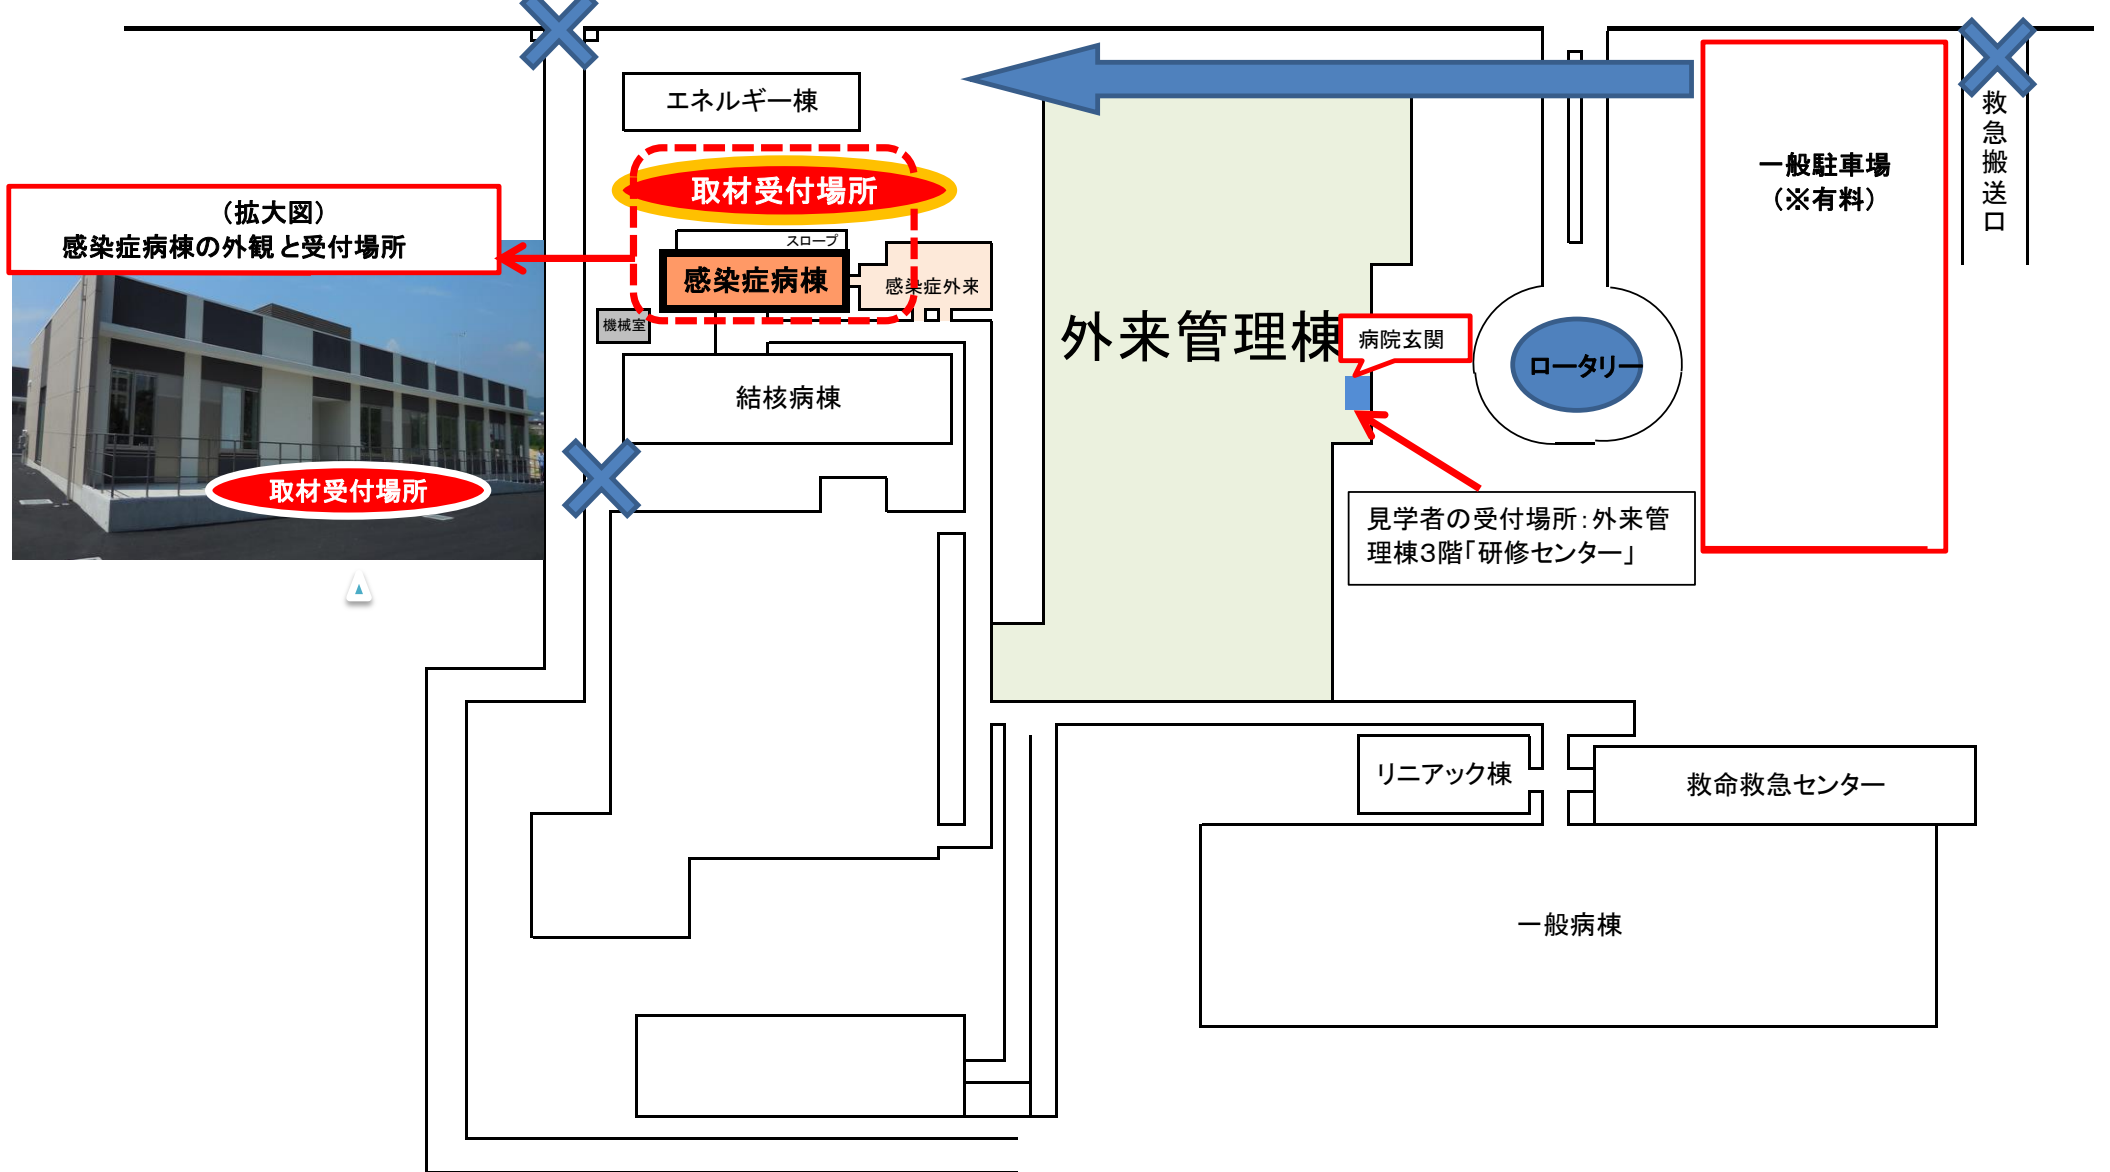 エネルギー棟
取材受付場所
(拡大図)
感染症病棟の外観と受付場所
スロープ
感染症病棟
感染症外来
機械室
結核病棟
取材受付場所
外来管理棟
病院玄関
ロータリー
一般駐車場
(※有料)
救急搬送口
見学者の受付場所:外来管
理棟3階「研修センター」
リニアック棟
救命救急センター
一般病棟